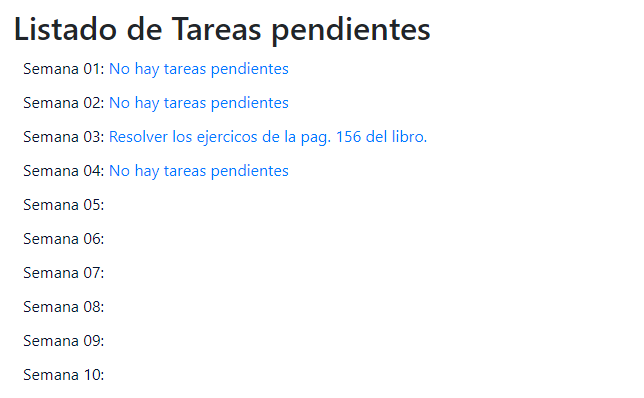 Listado de Tareas pendientes
Semana 01: No hay tareas pendientes
Semana 02: No hay tareas pendientes
Semana 03: Resolver los ejercicos de la pag. 156 del libro.
Semana 04: No hay tareas pendientes
Semana 05:
Semana 06:
Semana 07:
Semana 08:
Semana 09:
Semana 10: